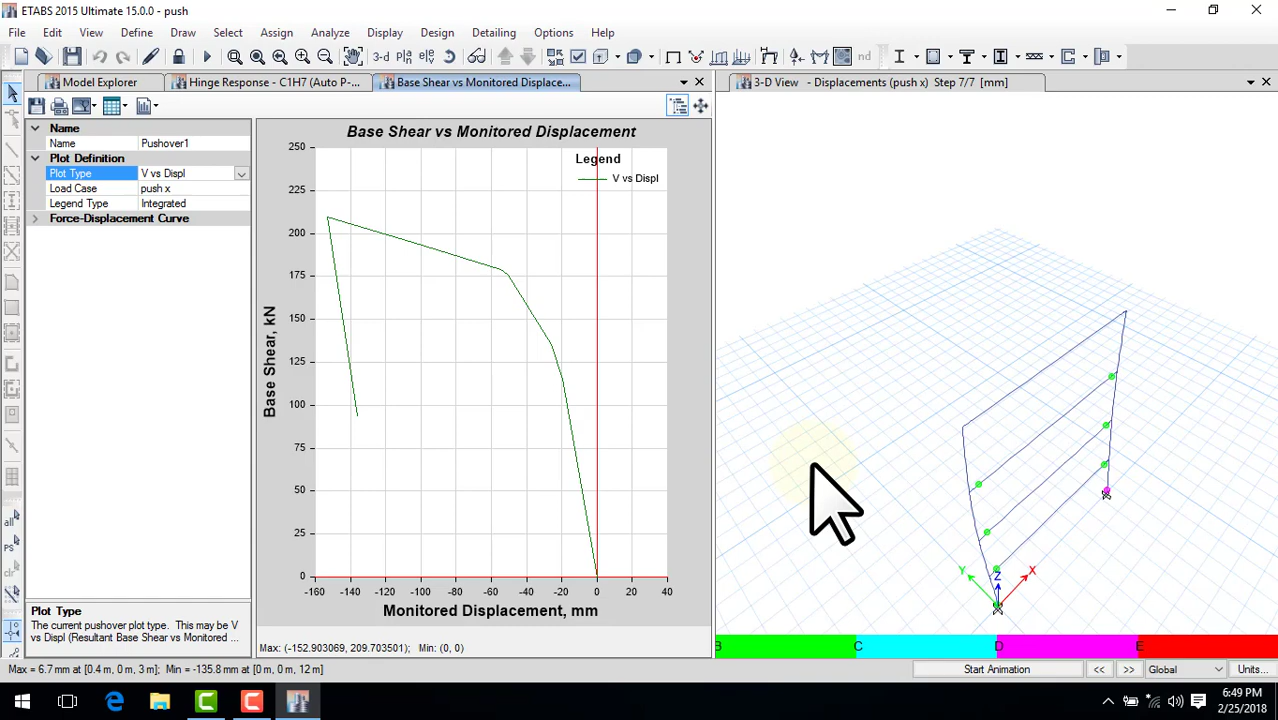 ETABS 2015 Ultimate 15.0.0 - push
File Edit View Define Draw Select Assign Analyze Display Design Detailing Options Help
3-d
nd
Model Explorer
Hinge Response - C1H7 (Auto P-...
Base Shear vs Monitored Displace...
3-D View - Displacements (push x) Step 7/7 [mm]
Name
Name Pushover1
Plot Definition
Plot Type V vs Displ
Load Case push x
Legend Type Integrated
Force-Displacement Curve
Base Shear vs Monitored Displacement
Legend
V vs Displ
250
225
200
175
150
125
100
75
50
25
0
Base Shear, kN
-160 -140 -120 -100 -80 -60 -40 -20 0 20 40
Monitored Displacement, mm
Max: (-152.903069, 209.703501); Min: (0, 0)
all
PS
Plot Type
The current pushover plot type. This may be V
vs Displ (Resultant Base Shear vs Monitored ...
Y Z X
B C D E
Max = 6.7 mm at [0.4 m, 0 m, 3 m]; Min = -135.8 mm at [0 m, 0 m, 12 m]
Start Animation << >> Global Units...
6:49 PM
2/25/2018